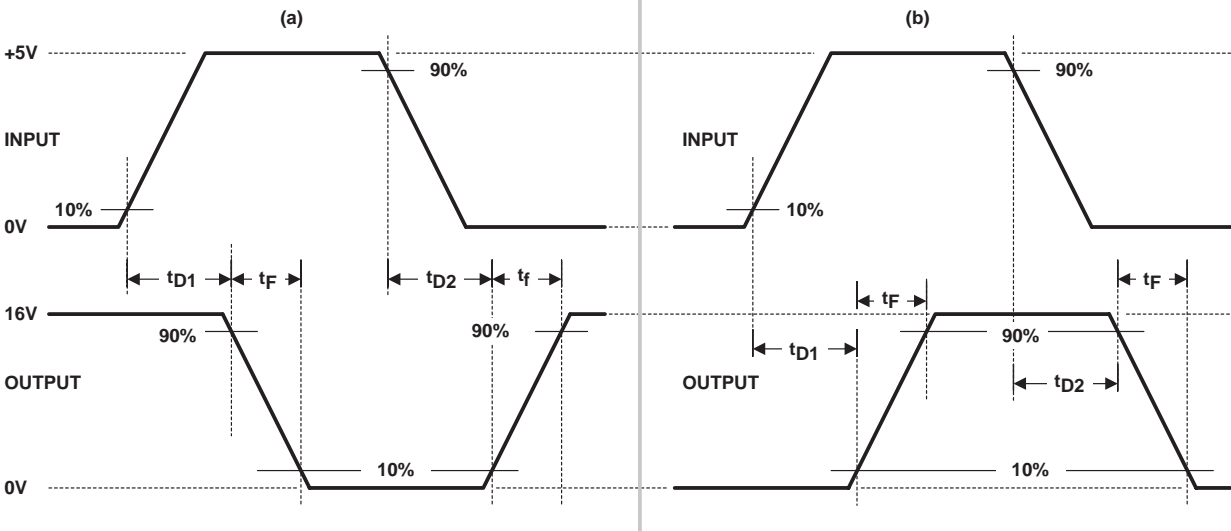 (a)
+5V
90%
INPUT
10%
0V
tD1
tF
tD2
tf
16V
90%
90%
OUTPUT
10%
0V
(b)
90%
INPUT
10%
tF
tF
90%
tD1
OUTPUT
tD2
10%